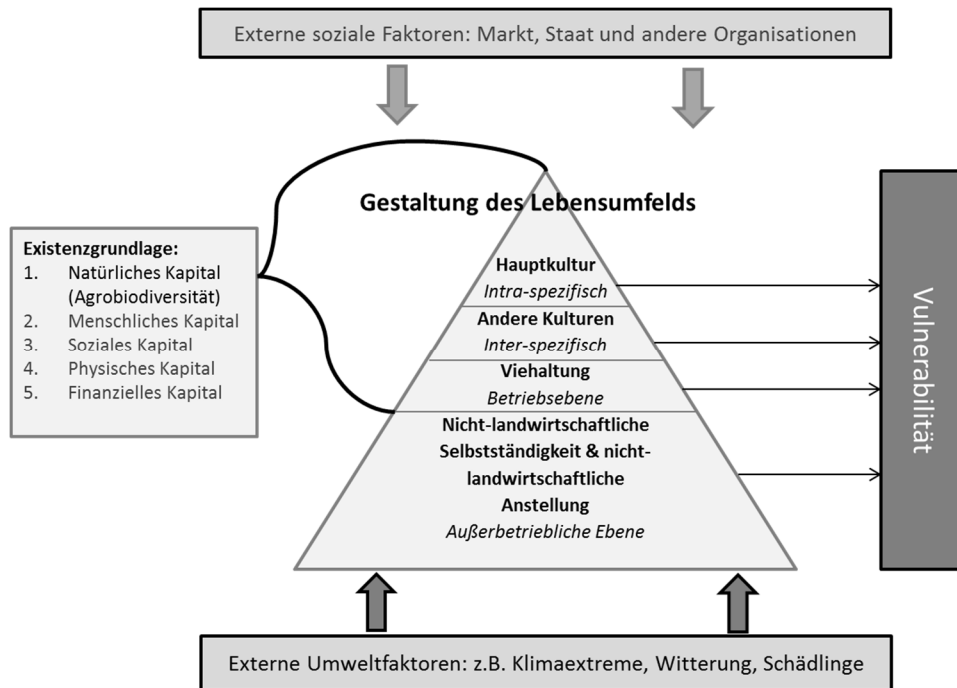 Externe soziale Faktoren: Markt, Staat und andere Organisationen
Gestaltung des Lebensumfelds
Existenzgrundlage:
1. Natürliches Kapital
(Agrobiodiversität)
2. Menschliches Kapital
3. Soziales Kapital
4. Physisches Kapital
5. Finanzielles Kapital
Hauptkultur
Intra-spezifisch
Andere Kulturen
Inter-spezifisch
Viehaltung
Betriebsebene
Nicht-landwirtschaftliche
Selbstständigkeit & nicht-
landwirtschaftliche
Anstellung
Außerbetriebliche Ebene
Vulnerabilität
Externe Umweltfaktoren: z.B. Klimaextreme, Witterung, Schädlinge